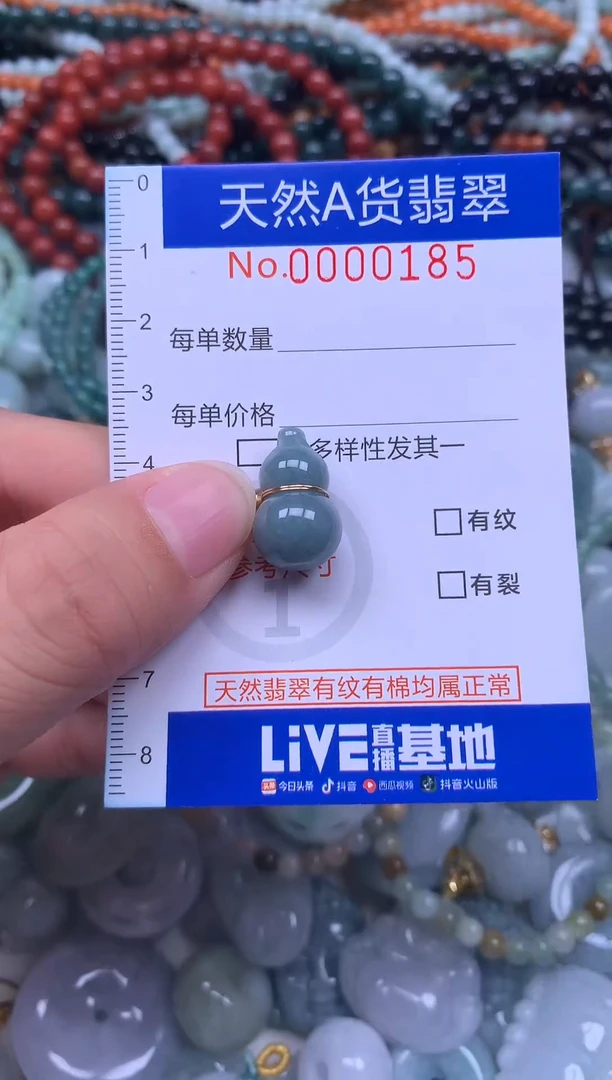 0
天然A货翡翠
1
No.0000185
2
每单数量
3
每单价格
4
多样性发其一
有纹
参考尺寸
有裂
7
天然翡翠有纹有棉均属正常
LiVE直播基地
8
头条 今日头条 抖音 西瓜视频 抖音火山版